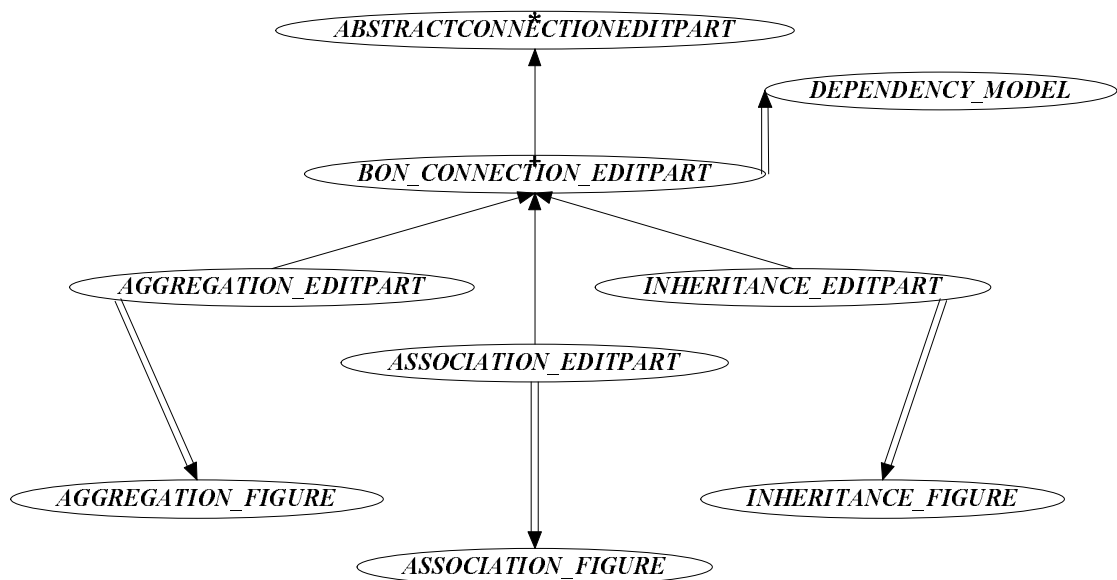 *
ABSTRACTCONNECTIONEDITPART
DEPENDENCY_MODEL
+
BON_CONNECTION_EDITPART
AGGREGATION_EDITPART
INHERITANCE_EDITPART
ASSOCIATION_EDITPART
AGGREGATION_FIGURE
INHERITANCE_FIGURE
ASSOCIATION_FIGURE